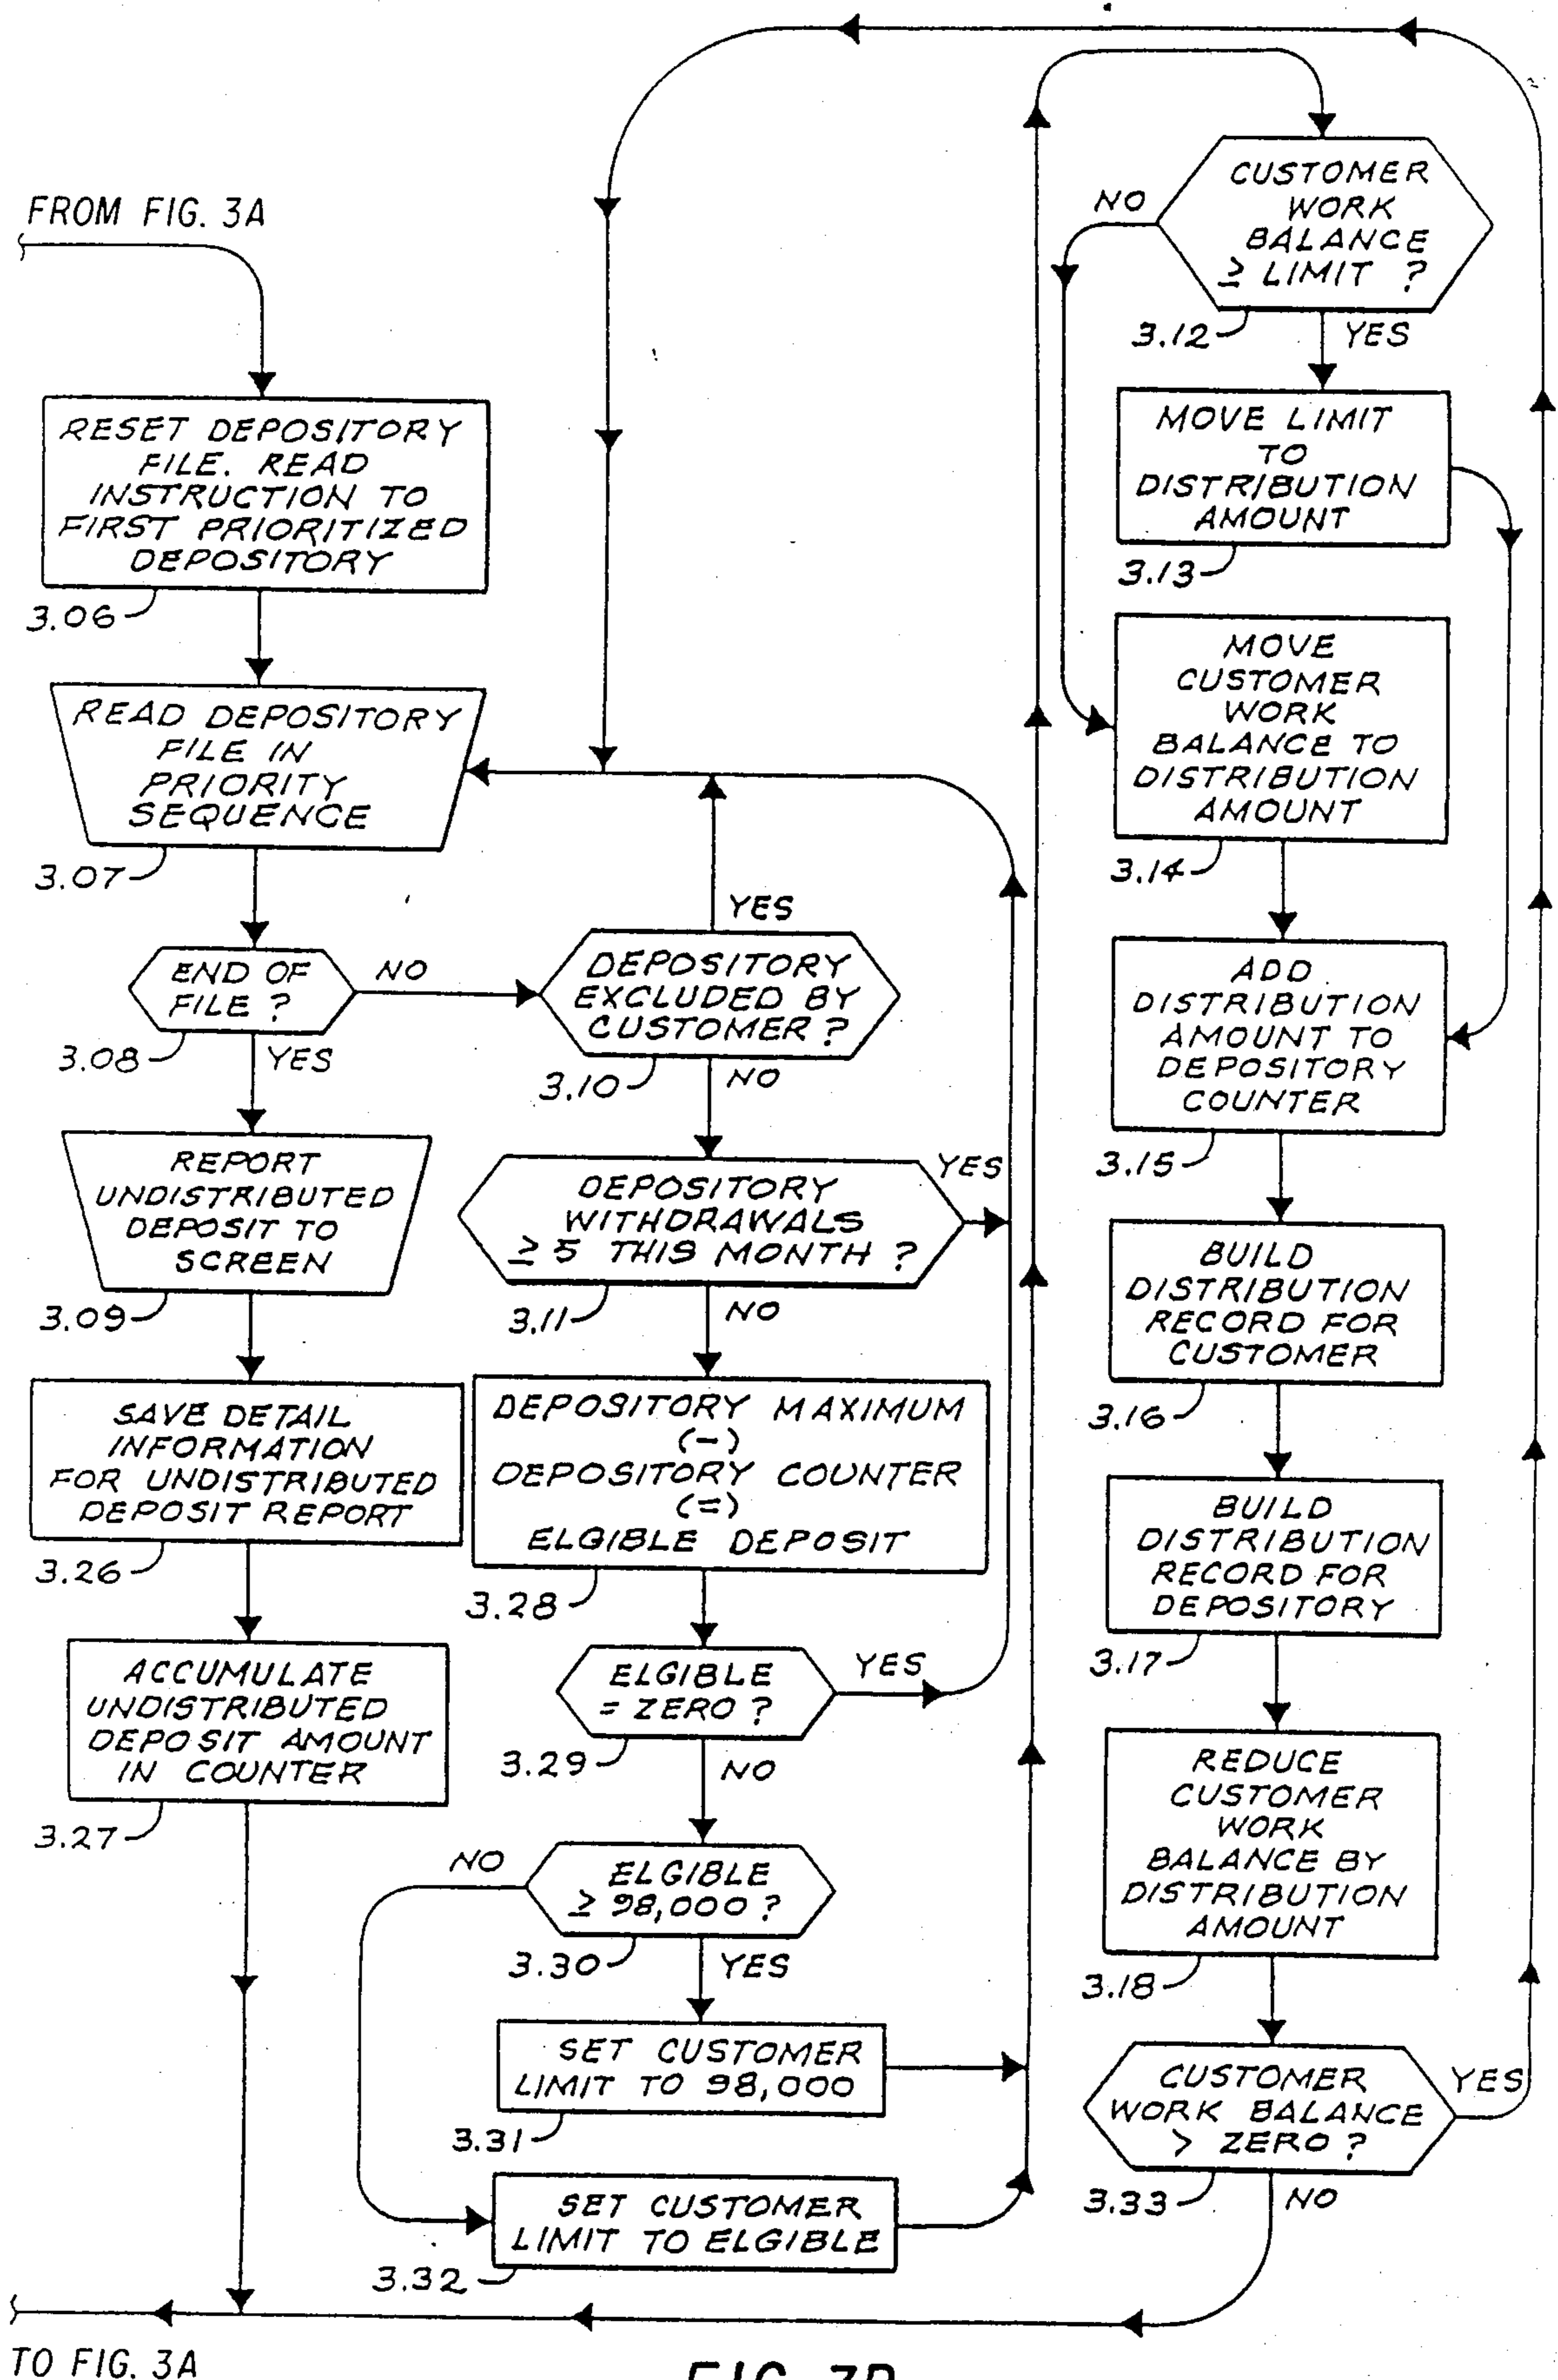 FROM FIG. 3A
RESET DEPOSITORY
FILE. READ
INSTRUCTION TO
FIRST PRIORITIZED
DEPOSITORY
3.06
READ DEPOSITORY
FILE IN
PRIORITY
SEQUENCE
3.07
END OF
FILE ?
3.08
NO
YES
REPORT
UNDISTRIBUTED
DEPOSIT TO
SCREEN
3.09
SAVE DETAIL
INFORMATION
FOR UNDISTRIBUTED
DEPOSIT REPORT
3.26
ACCUMULATE
UNDISTRIBUTED
DEPOSIT AMOUNT
IN COUNTER
3.27
YES
DEPOSITORY
EXCLUDED BY
CUSTOMER ?
3.10
NO
DEPOSITORY
WITHDRAWALS
≥ 5 THIS MONTH ?
YES
3.11
NO
DEPOSITORY MAXIMUM
(-)
DEPOSITORY COUNTER
(=)
ELGIBLE DEPOSIT
3.28
ELGIBLE
= ZERO ?
YES
3.29
NO
ELGIBLE
≥ 98,000 ?
NO
3.30
YES
SET CUSTOMER
LIMIT TO 98,000
3.31
SET CUSTOMER
LIMIT TO ELGIBLE
3.32
CUSTOMER
WORK
BALANCE
≥ LIMIT ?
NO
3.12
YES
MOVE LIMIT
TO
DISTRIBUTION
AMOUNT
3.13
MOVE
CUSTOMER
WORK
BALANCE TO
DISTRIBUTION
AMOUNT
3.14
ADD
DISTRIBUTION
AMOUNT TO
DEPOSITORY
COUNTER
3.15
BUILD
DISTRIBUTION
RECORD FOR
CUSTOMER
3.16
BUILD
DISTRIBUTION
RECORD FOR
DEPOSITORY
3.17
REDUCE
CUSTOMER
WORK
BALANCE BY
DISTRIBUTION
AMOUNT
3.18
CUSTOMER
WORK BALANCE
> ZERO ?
YES
3.33
NO
TO FIG. 3A